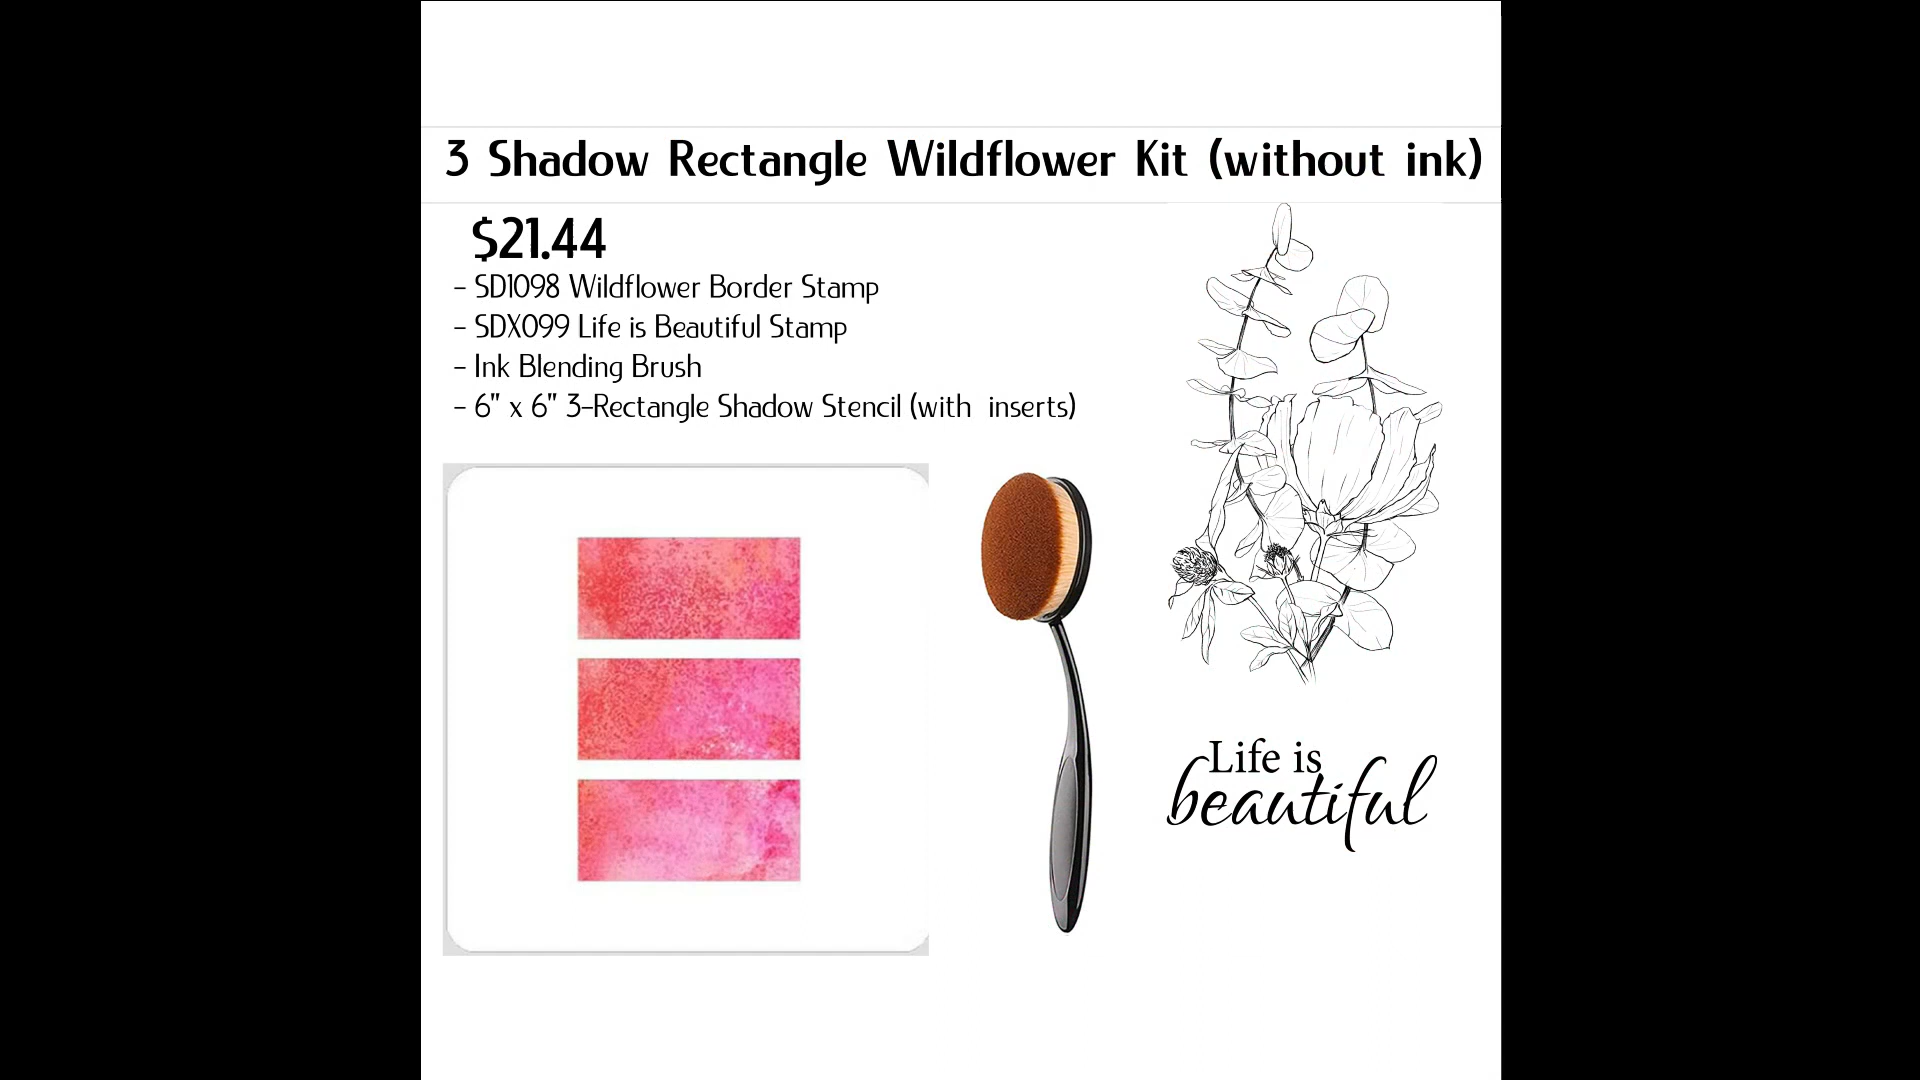 3 Shadow Rectangle Wildflower Kit (without ink)
$21.44
- SD1098 Wildflower Border Stamp
- SDX099 Life is Beautiful Stamp
- Ink Blending Brush
- 6" x 6" 3-Rectangle Shadow Stencil (with inserts)
Life is
beautiful